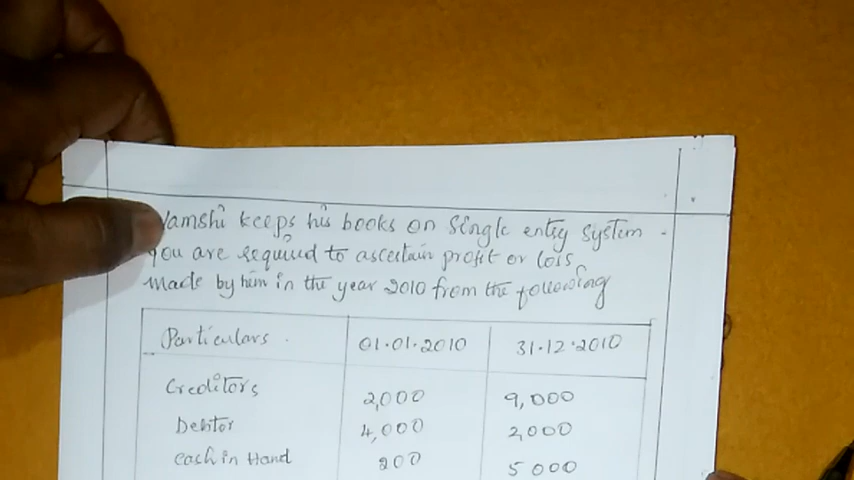 Vamshi keeps his books on Single entry System.
You are required to ascertain profit or loss
made by him in the year 2010 from the following
Particulars. 01.01.2010 31.12.2010
Creditors 2,000 9,000
Debtor 4,000 2,000
cash in Hand 200 5000